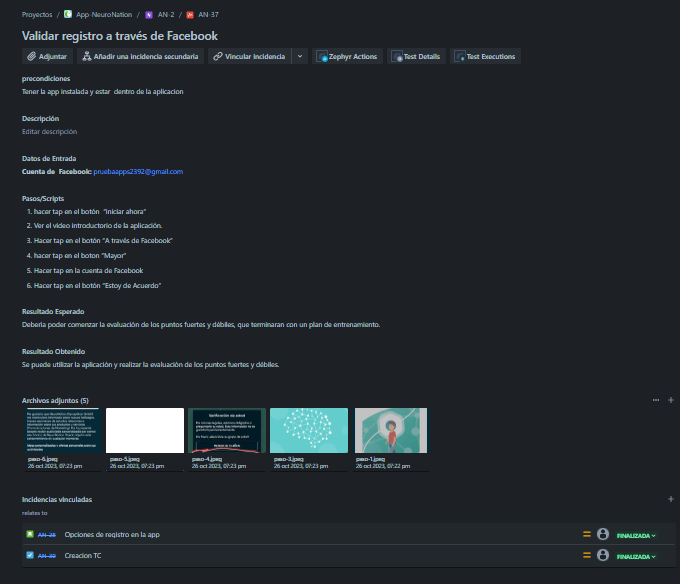 Proyectos / App-NeuroNation / AN-2 / AN-37
Validar registro a través de Facebook
Adjuntar Añadir una incidencia secundaria Vincular incidencia Zephyr Actions Test Details Test Executions
precondiciones
Tener la app instalada y estar dentro de la aplicacion
Descripción
Editar descripción
Datos de Entrada
Cuenta de Facebook: pruebaapps2392@gmail.com
Pasos/Scripts
1. hacer tap en el botón "Iniciar ahora"
2. Ver el vídeo introductorio de la aplicación.
3. Hacer tap en el botón "A través de Facebook"
4. hacer tap en el boton "Mayor"
5. Hacer tap en la cuenta de Facebook
6. Hacer tap en el botón "Estoy de Acuerdo"
Resultado Esperado
Debería poder comenzar la evaluación de los puntos fuertes y débiles, que terminaran con un plan de entrenamiento.
Resultado Obtenido
Se puede utilizar la aplicación y realizar la evaluación de los puntos fuertes y débiles.
Archivos adjuntos (5)
paso-6.jpeg paso-5.jpeg paso-4.jpeg paso-3.jpeg paso-1.jpeg
26 oct 2023, 07:23 pm 26 oct 2023, 07:23 pm 26 oct 2023, 07:23 pm 26 oct 2023, 07:23 pm 26 oct 2023, 07:22 pm
Incidencias vinculadas
relates to
Opciones de registro en la app FINALIZADA
Creacion TC FINALIZADA